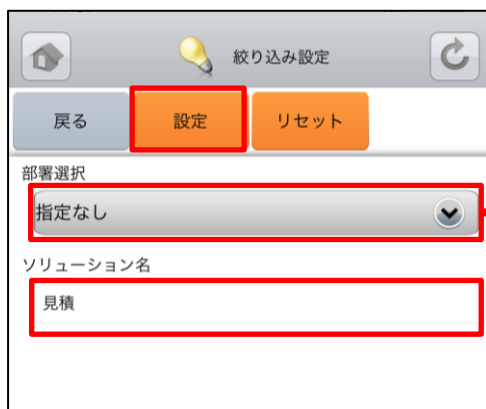 絞り込み設定
戻る 設定 リセット
部署選択
指定なし
ソリューション名
見積